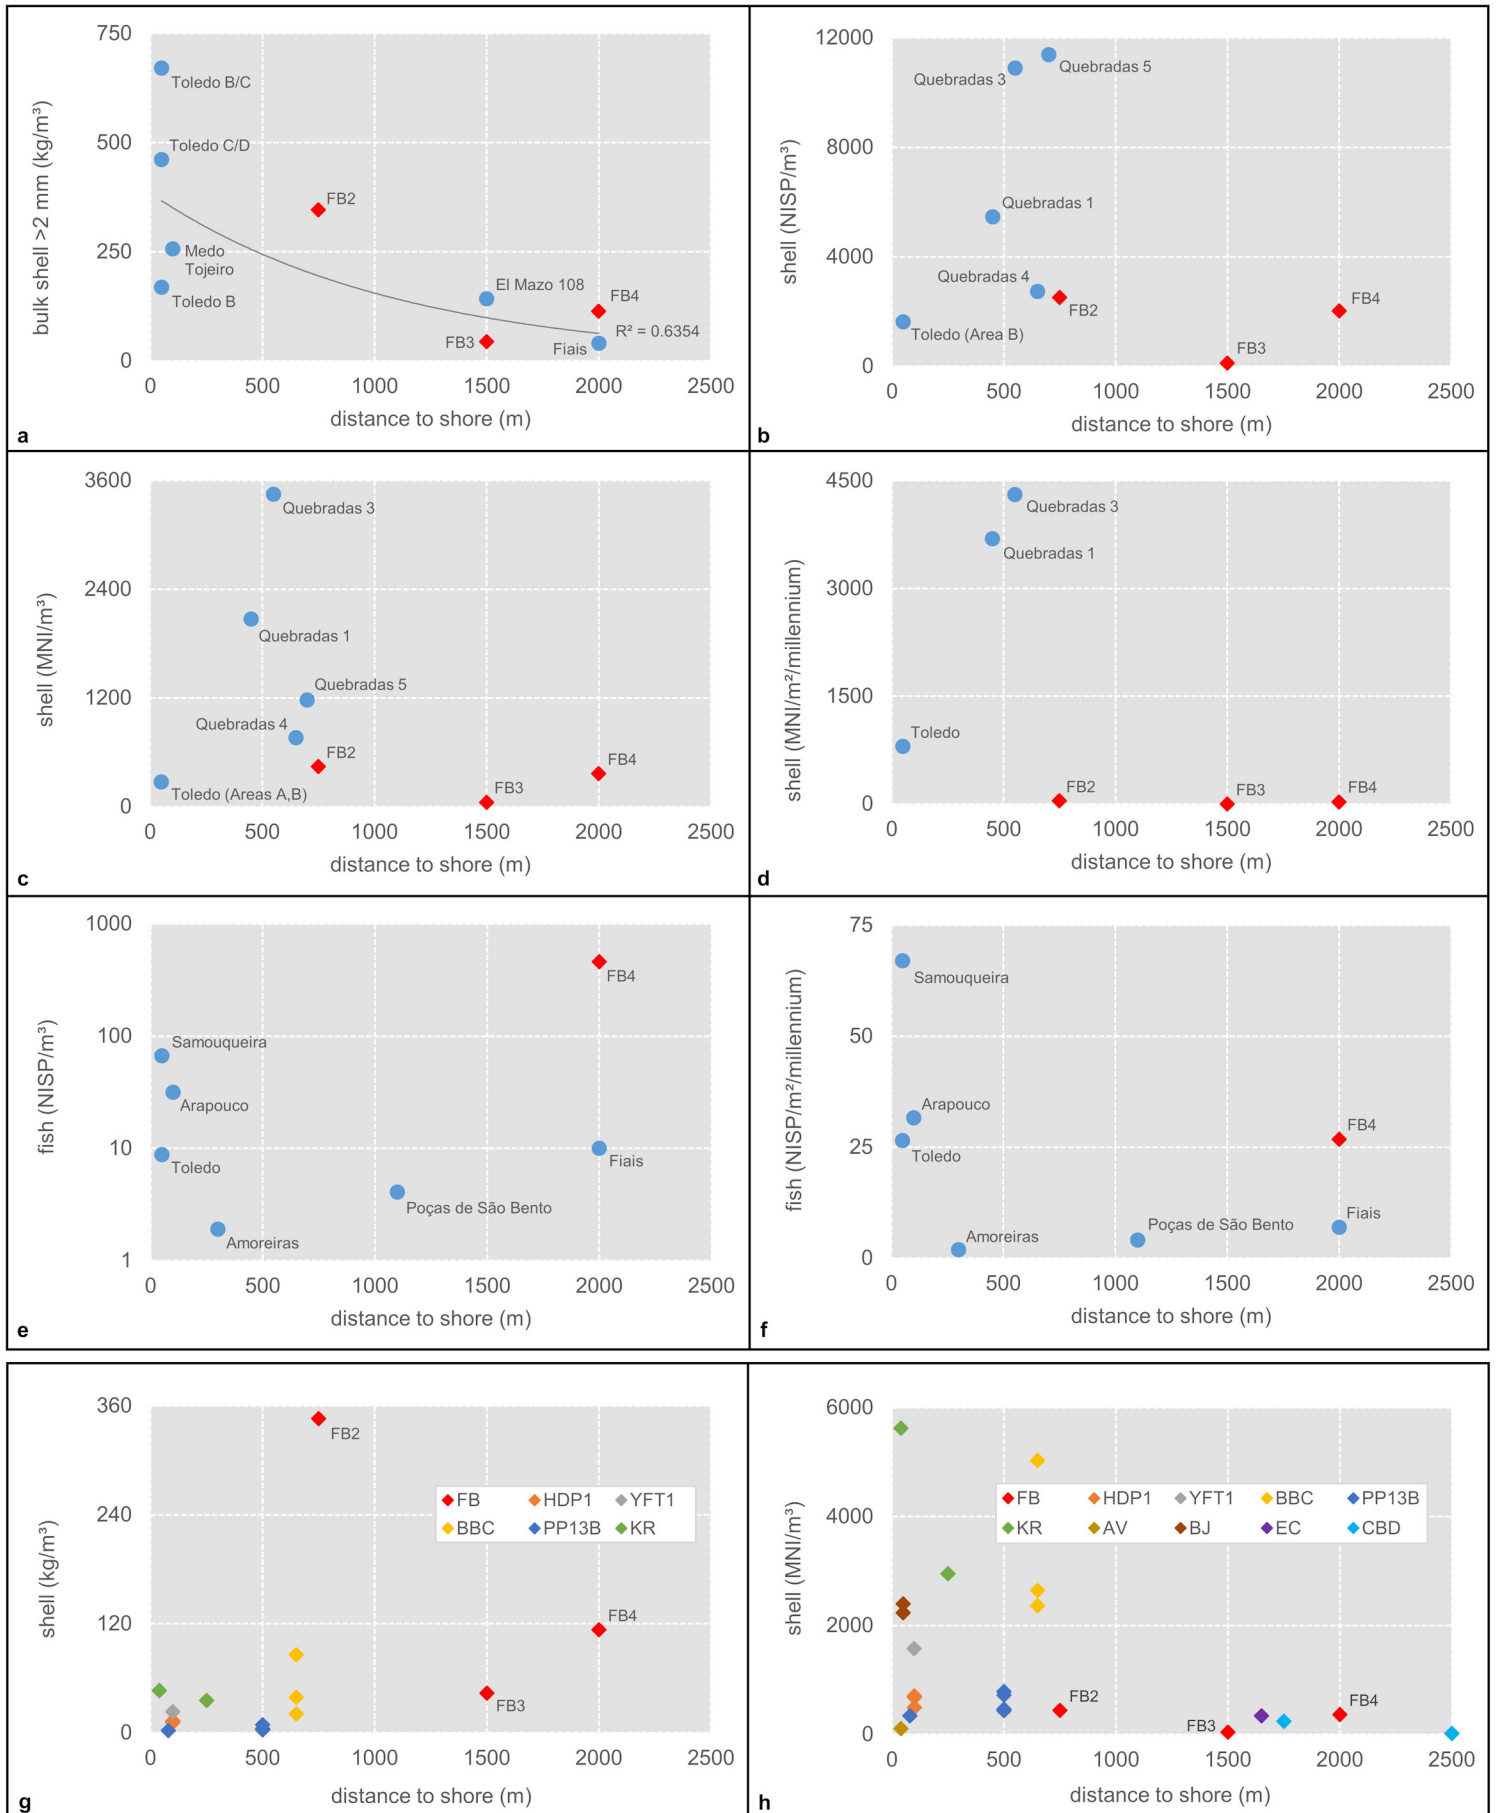 750
500
250
0
0 500 1000 1500 2000 2500
bulk shell >2 mm (kg/m³)
distance to shore (m)
Toledo B/C
Toledo C/D
FB2
Medo
Tojeiro
Toledo B
El Mazo 108
FB4
R² = 0.6354
FB3
Fiais
a
12000
8000
4000
0
0 500 1000 1500 2000 2500
shell (NISP/m³)
distance to shore (m)
Quebradas 5
Quebradas 3
Quebradas 1
Quebradas 4
FB2
FB4
Toledo (Area B)
FB3
b
3600
2400
1200
0
0 500 1000 1500 2000 2500
shell (MNI/m³)
distance to shore (m)
Quebradas 3
Quebradas 1
Quebradas 5
Quebradas 4
FB2
FB4
FB3
Toledo (Areas A,B)
c
4500
3000
1500
0
0 500 1000 1500 2000 2500
shell (MNI/m²/millennium)
distance to shore (m)
Quebradas 3
Quebradas 1
Toledo
FB2
FB3
FB4
d
1000
100
10
1
0 500 1000 1500 2000 2500
fish (NISP/m³)
distance to shore (m)
FB4
Samouqueira
Arapouco
Toledo
Fiais
Poças de São Bento
Amoreiras
e
75
50
25
0
0 500 1000 1500 2000 2500
fish (NISP/m²/millennium)
distance to shore (m)
Samouqueira
Arapouco
FB4
Toledo
Fiais
Poças de São Bento
Amoreiras
f
360
240
120
0
0 500 1000 1500 2000 2500
shell (kg/m³)
distance to shore (m)
FB2
FB HDP1 YFT1
BBC PP13B KR
FB4
FB3
g
6000
4000
2000
0
0 500 1000 1500 2000 2500
shell (MNI/m³)
distance to shore (m)
FB HDP1 YFT1 BBC PP13B
KR AV BJ EC CBD
FB2
FB4
FB3
h